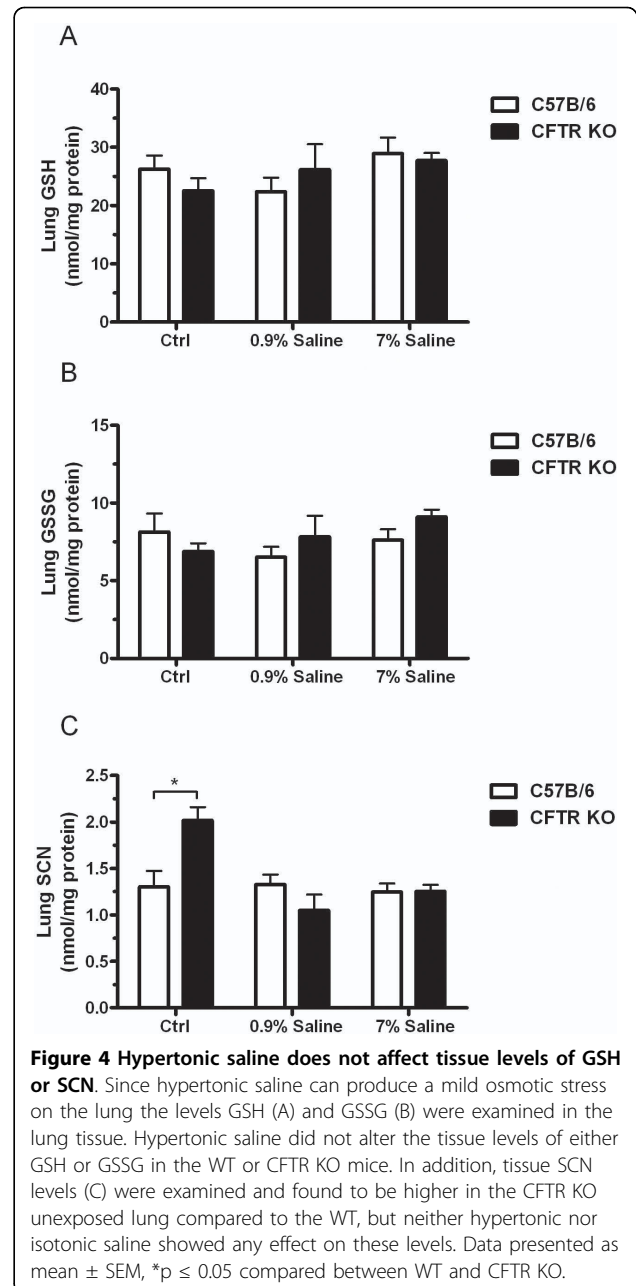 A
40
30
20
10
0
Lung GSH
(nmol/mg protein)
C57B/6
CFTR KO
Ctrl 0.9% Saline 7% Saline
B
15
10
5
0
Lung GSSG
(nmol/mg protein)
C57B/6
CFTR KO
Ctrl 0.9% Saline 7% Saline
C
2.5
2.0
1.5
1.0
0.5
0.0
Lung SCN
(nmol/mg protein)
*
C57B/6
CFTR KO
Ctrl 0.9% Saline 7% Saline
Figure 4 Hypertonic saline does not affect tissue levels of GSH
or SCN. Since hypertonic saline can produce a mild osmotic stress
on the lung the levels GSH (A) and GSSG (B) were examined in the
lung tissue. Hypertonic saline did not alter the tissue levels of either
GSH or GSSG in the WT or CFTR KO mice. In addition, tissue SCN
levels (C) were examined and found to be higher in the CFTR KO
unexposed lung compared to the WT, but neither hypertonic nor
isotonic saline showed any effect on these levels. Data presented as
mean ± SEM, *p ≤ 0.05 compared between WT and CFTR KO.